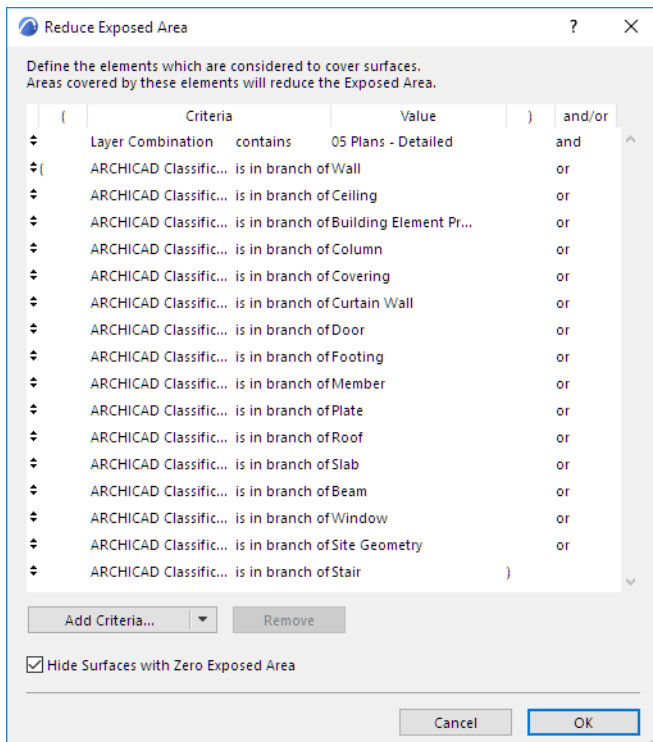 Reduce Exposed Area ? ×
Define the elements which are considered to cover surfaces.
Areas covered by these elements will reduce the Exposed Area.
( Criteria Value ) and/or
Layer Combination contains 05 Plans - Detailed and
( ARCHICAD Classific... is in branch of Wall or
ARCHICAD Classific... is in branch of Ceiling or
ARCHICAD Classific... is in branch of Building Element Pr... or
ARCHICAD Classific... is in branch of Column or
ARCHICAD Classific... is in branch of Covering or
ARCHICAD Classific... is in branch of Curtain Wall or
ARCHICAD Classific... is in branch of Door or
ARCHICAD Classific... is in branch of Footing or
ARCHICAD Classific... is in branch of Member or
ARCHICAD Classific... is in branch of Plate or
ARCHICAD Classific... is in branch of Roof or
ARCHICAD Classific... is in branch of Slab or
ARCHICAD Classific... is in branch of Beam or
ARCHICAD Classific... is in branch of Window or
ARCHICAD Classific... is in branch of Site Geometry or
ARCHICAD Classific... is in branch of Stair )
Add Criteria... Remove
Hide Surfaces with Zero Exposed Area
Cancel OK